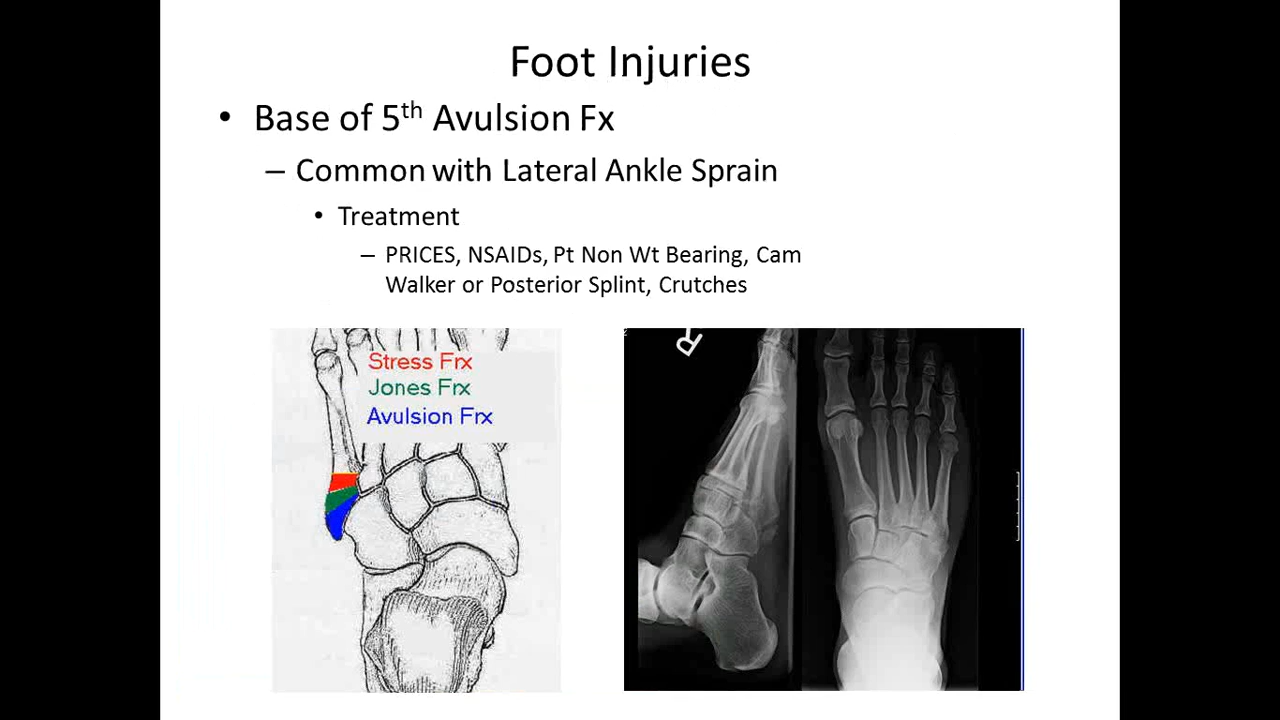 Foot Injuries
• Base of 5th Avulsion Fx
– Common with Lateral Ankle Sprain
• Treatment
– PRICES, NSAIDs, Pt Non Wt Bearing, Cam
Walker or Posterior Splint, Crutches
Stress Frx
Jones Frx
Avulsion Frx
R